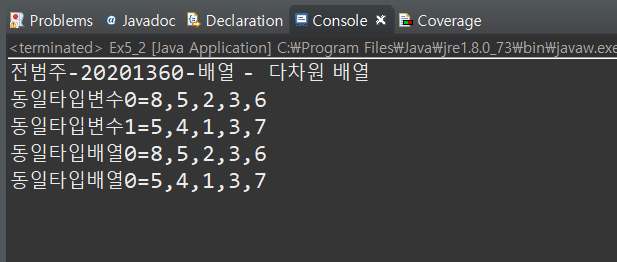 Problems @ Javadoc Declaration Console Coverage
<terminated> Ex5_2 [Java Application] C:₩Program Files₩Java₩jre1.8.0_73₩bin₩javaw.exe
전범주-20201360-배열 - 다차원 배열
동일타입변수0=8,5,2,3,6
동일타입변수1=5,4,1,3,7
동일타입배열0=8,5,2,3,6
동일타입배열0=5,4,1,3,7